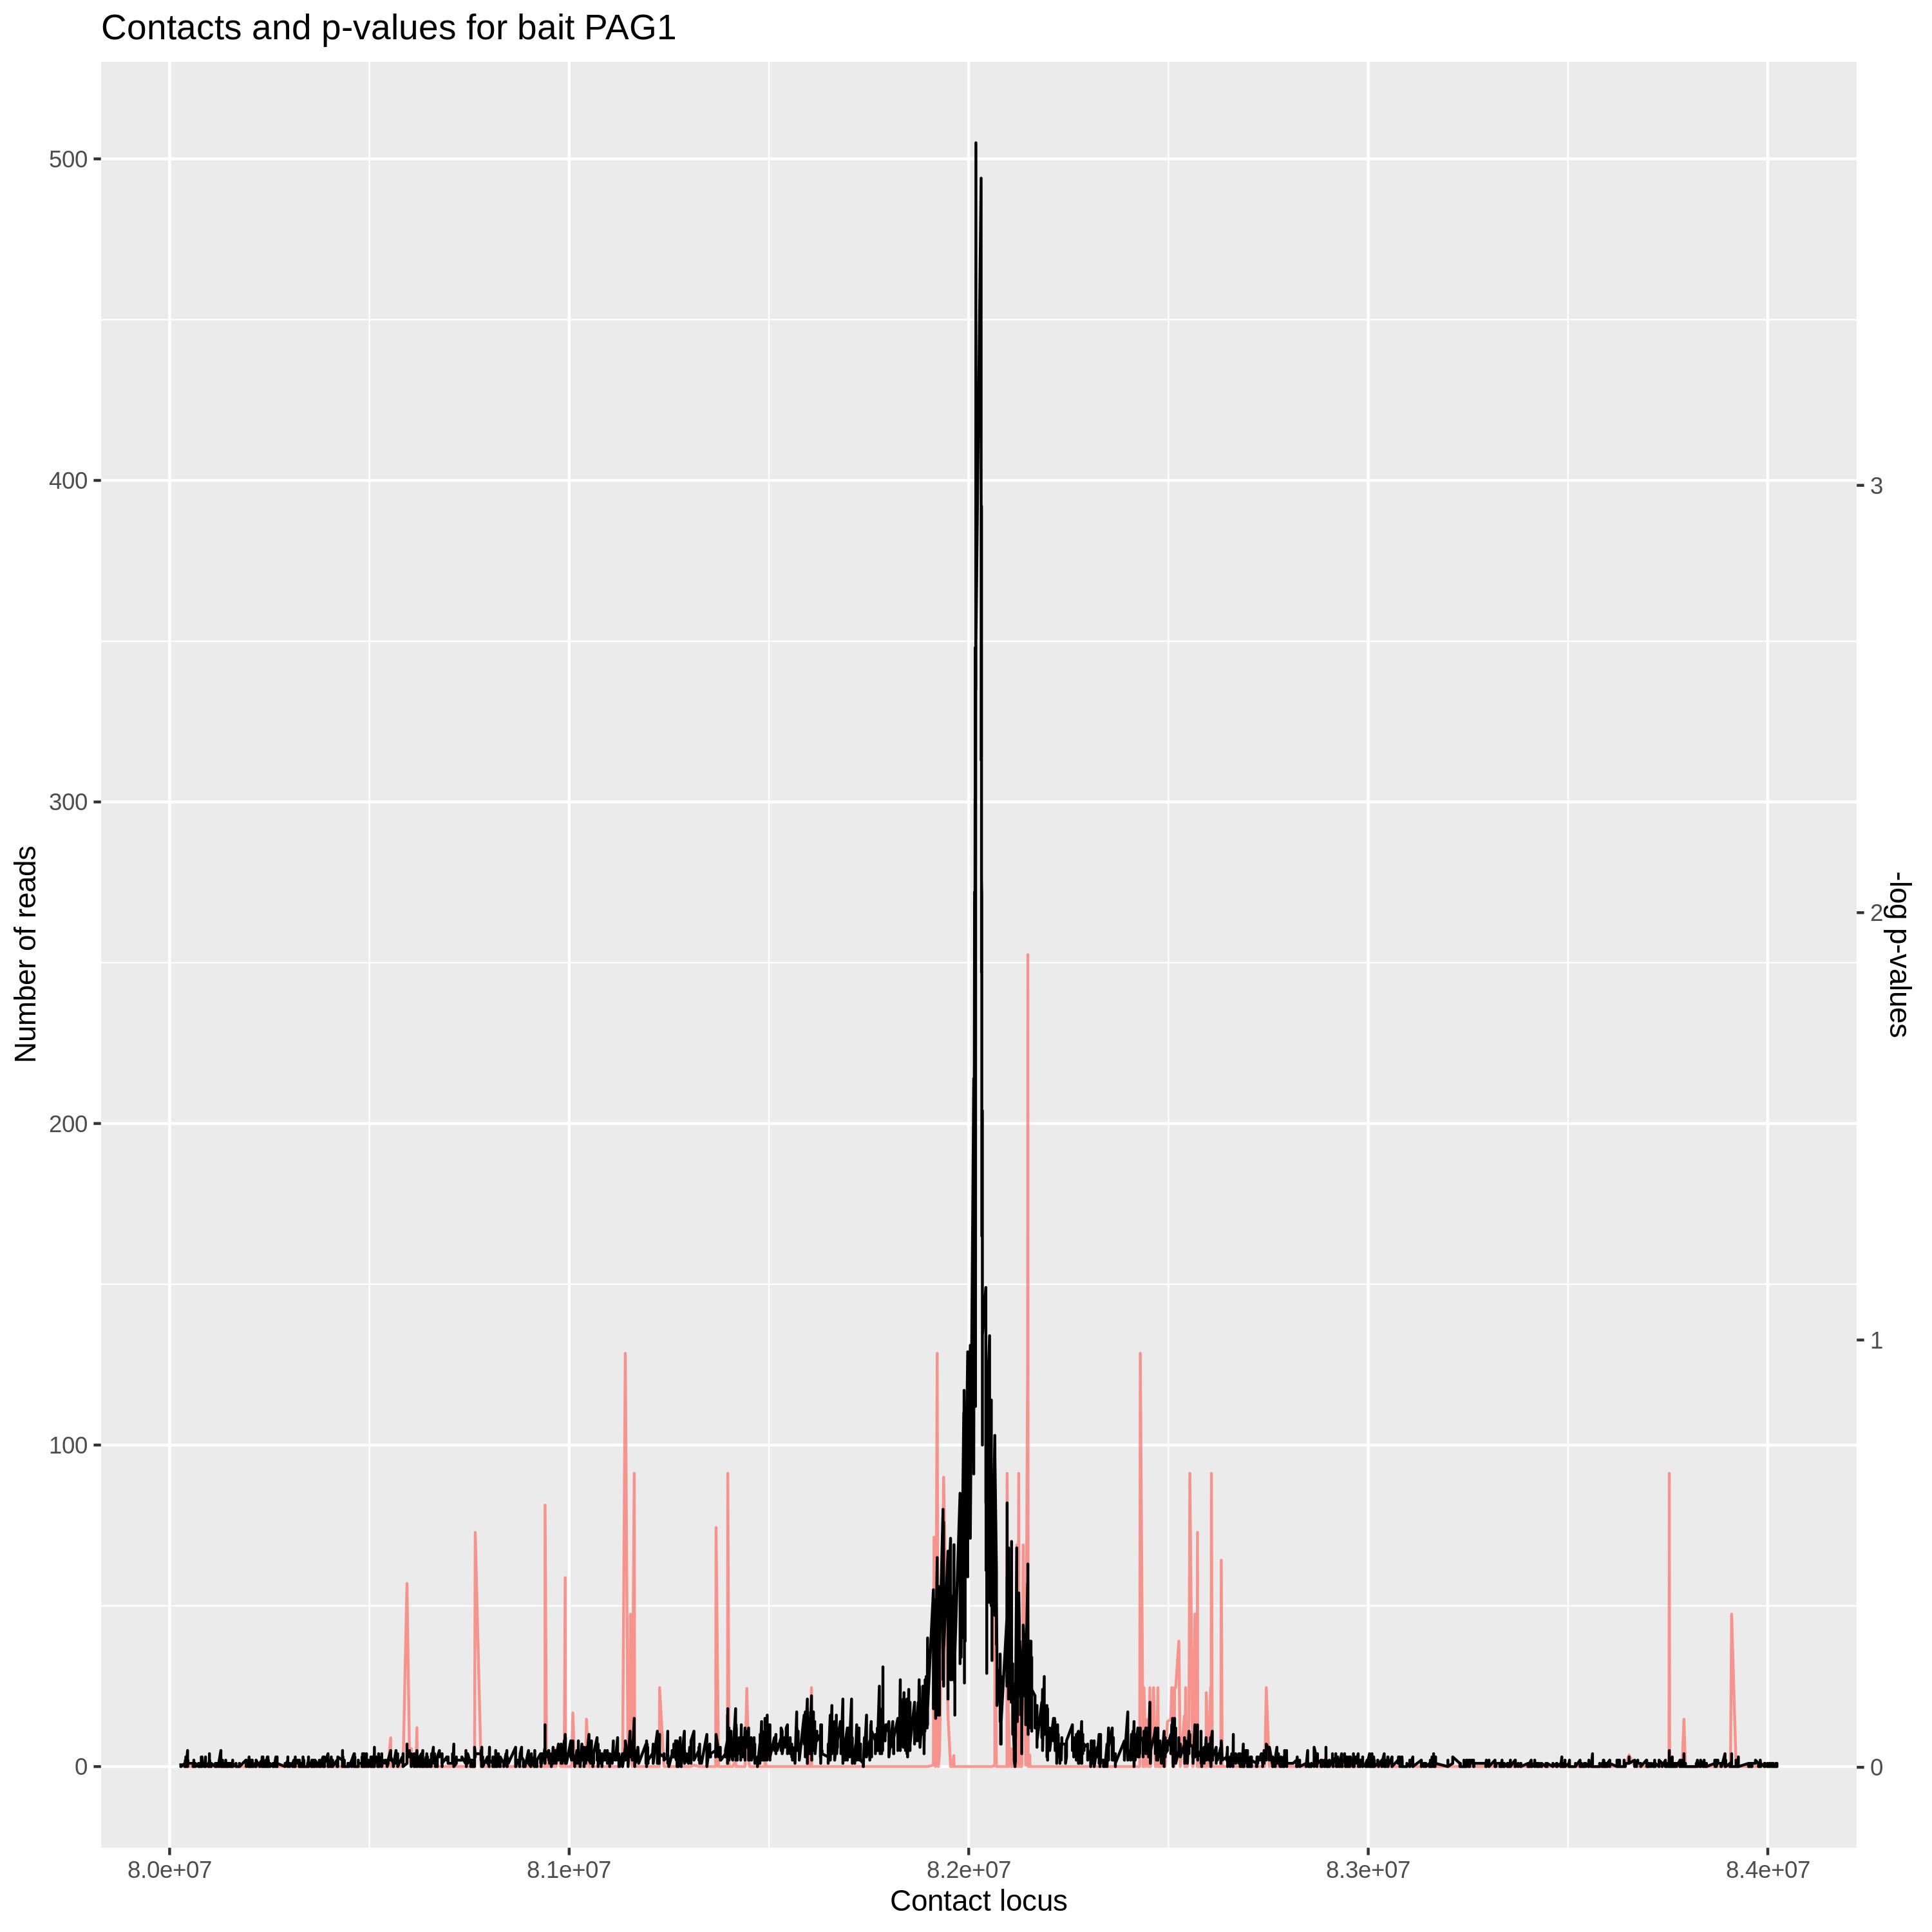 Contacts and p-values for bait PAG1
500
400
300
200
100
0
Number of reads
3
2
1
0
-log p-values
8.0e+07
8.1e+07
8.2e+07
8.3e+07
8.4e+07
Contact locus